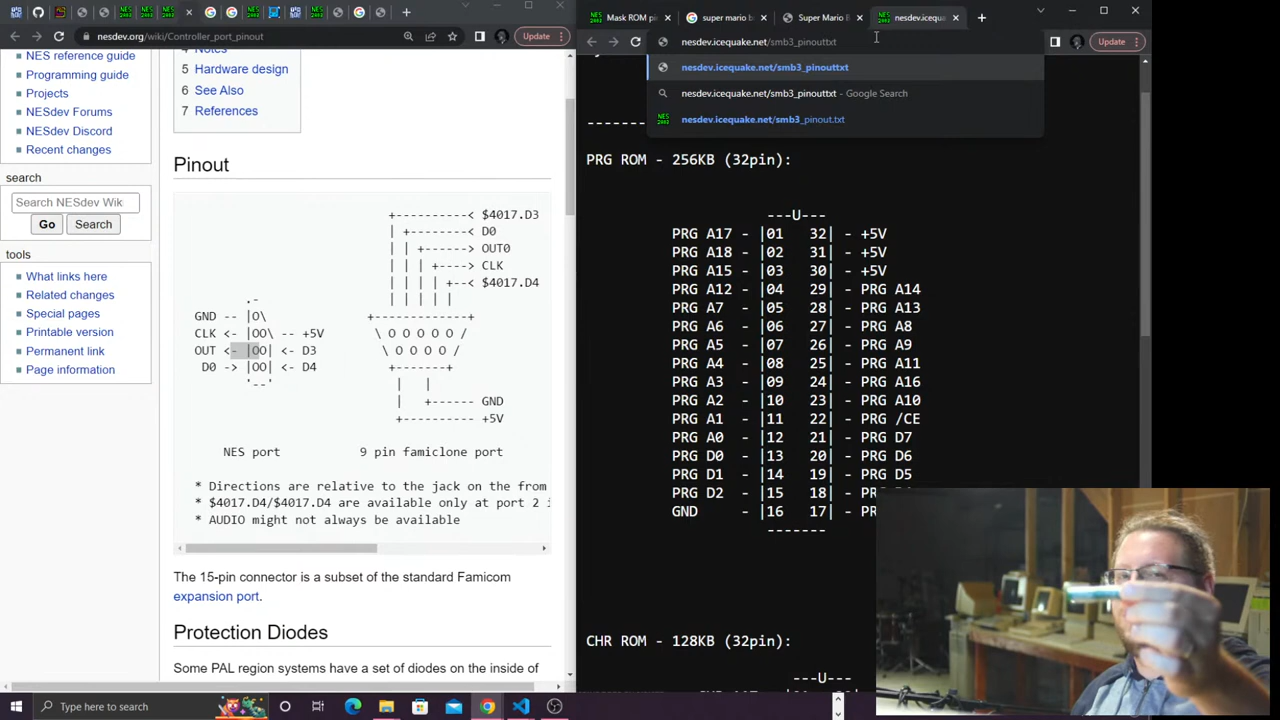 Mask ROM pi
super mario b
Super Mario B
nesdev.icequa
nesdev.org/wiki/Controller_port_pinout
Update
nesdev.icequake.net/smb3_pinouttxt
Update
nesdev.icequake.net/smb3_pinouttxt
nesdev.icequake.net/smb3_pinouttxt - Google Search
nesdev.icequake.net/smb3_pinout.txt
NES reference guide
Programming guide
Projects
NESdev Forums
NESdev Discord
Recent changes
search
Search NESdev Wik
Go Search
tools
What links here
Related changes
Special pages
Printable version
Permanent link
Page information
4 Notes
5 Hardware design
6 See Also
7 References
Pinout
+---------< $4017.D3
| +-------< D0
| | +-----> OUT0
| | | +---> CLK
| | | | +--< $4017.D4
.- | | | | |
GND -- |O\ +-------------+
CLK <- |OO\ -- +5V \ O O O O O /
OUT <- |OO| <- D3 \ O O O O /
D0 -> |OO| <- D4 +--------+
'--' | |
| +------ GND
+---------- +5V
NES port 9 pin famiclone port
* Directions are relative to the jack on the from
* $4017.D4/$4017.D4 are available only at port 2 i
* AUDIO might not always be available
The 15-pin connector is a subset of the standard Famicom
expansion port.
Protection Diodes
Some PAL region systems have a set of diodes on the inside of
PRG ROM - 256KB (32pin):
---U---
PRG A17 - |01 32| - +5V
PRG A18 - |02 31| - +5V
PRG A15 - |03 30| - +5V
PRG A12 - |04 29| - PRG A14
PRG A7 - |05 28| - PRG A13
PRG A6 - |06 27| - PRG A8
PRG A5 - |07 26| - PRG A9
PRG A4 - |08 25| - PRG A11
PRG A3 - |09 24| - PRG A16
PRG A2 - |10 23| - PRG A10
PRG A1 - |11 22| - PRG /CE
PRG A0 - |12 21| - PRG D7
PRG D0 - |13 20| - PRG D6
PRG D1 - |14 19| - PRG D5
PRG D2 - |15 18| - PR
GND - |16 17| - PR
-------
CHR ROM - 128KB (32pin):
---U---
Type here to search